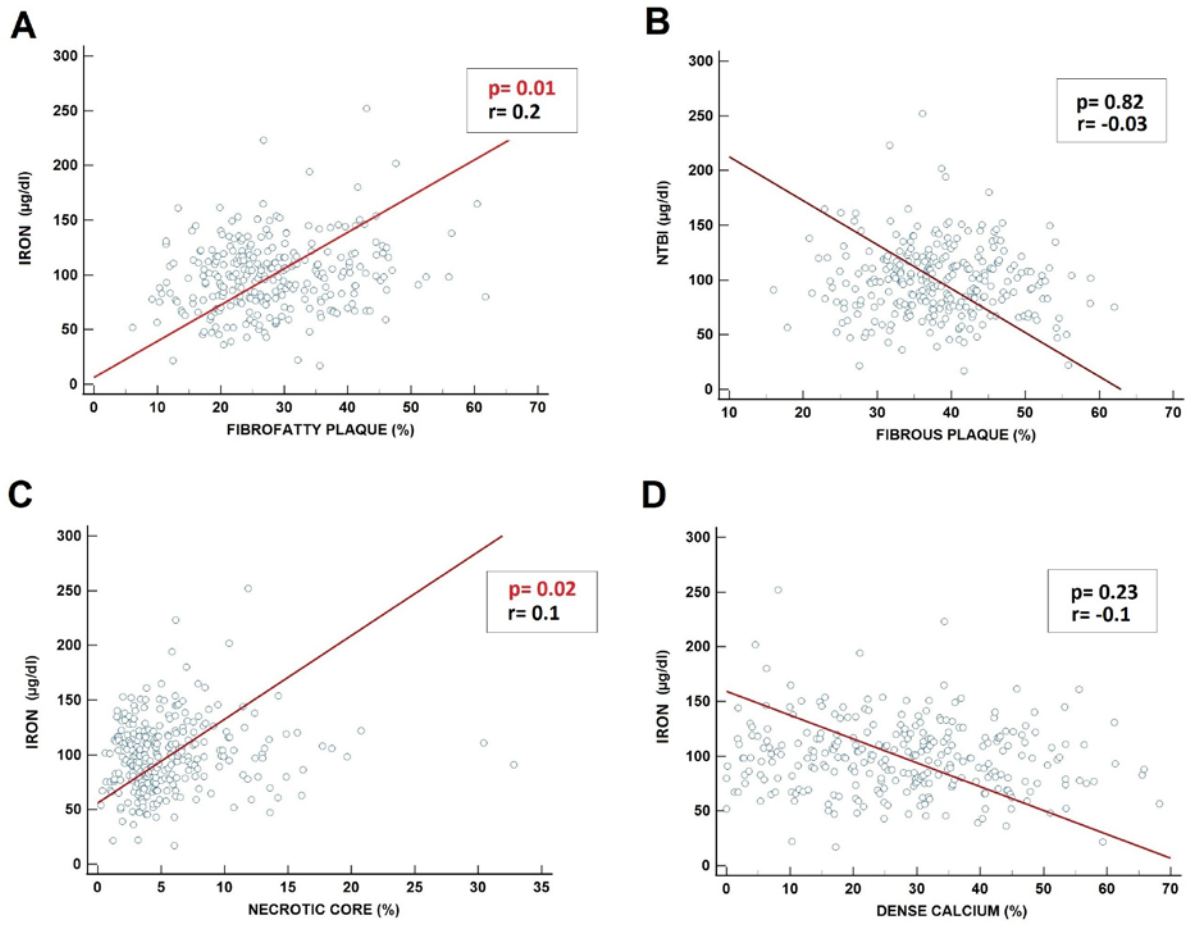 A
300
250
200
150
100
50
0
IRON (µg/dl)
p= 0.01
r= 0.2
0 10 20 30 40 50 60 70
FIBROFATTY PLAQUE (%)
B
300
250
200
150
100
50
0
NTBI (µg/dl)
p= 0.82
r= -0.03
10 20 30 40 50 60 70
FIBROUS PLAQUE (%)
C
300
250
200
150
100
50
0
IRON (µg/dl)
p= 0.02
r= 0.1
0 5 10 15 20 25 30 35
NECROTIC CORE (%)
D
300
250
200
150
100
50
0
IRON (µg/dl)
p= 0.23
r= -0.1
0 10 20 30 40 50 60 70
DENSE CALCIUM (%)